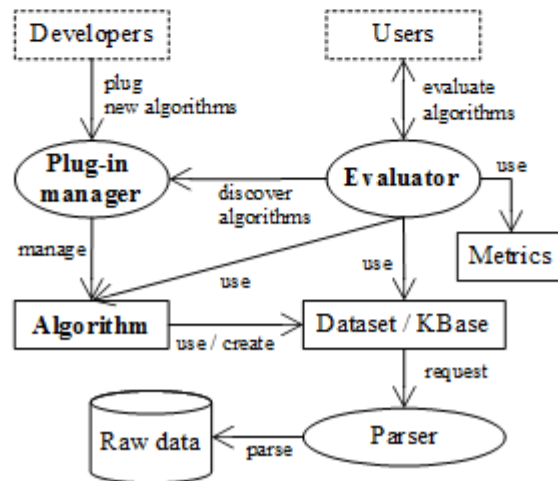 Developers
Users
plug
new algorithms
evaluate
algorithms
Plug-in
manager
discover
algorithms
Evaluator
use
manage
use
use
Metrics
Algorithm
use / create
Dataset / KBase
request
Raw data
parse
Parser